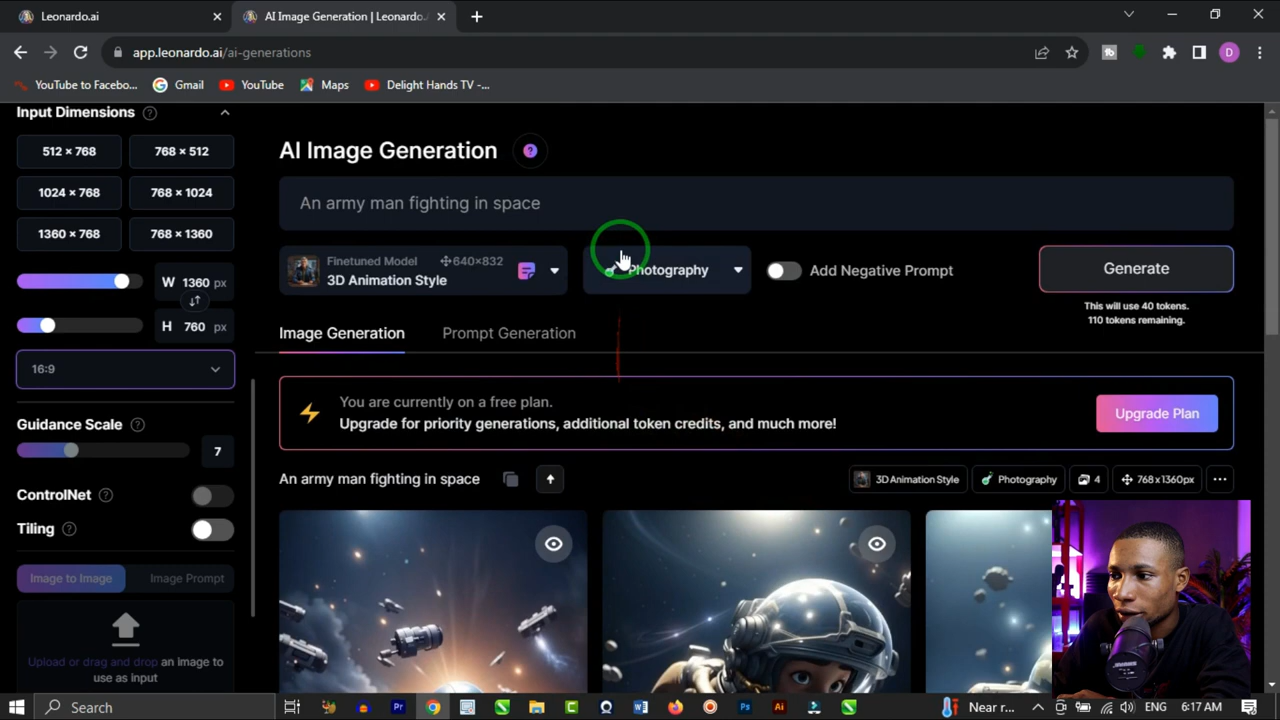 Leonardo.ai
AI Image Generation | Leonardo.
app.leonardo.ai/ai-generations
D
YouTube to Facebo...
Gmail
YouTube
Maps
Delight Hands TV -...
Input Dimensions
512 × 768
768 × 512
1024 × 768
768 × 1024
1360 × 768
768 × 1360
W 1360 px
H 760 px
16:9
Guidance Scale
7
ControlNet
Tiling
Image to Image
Image Prompt
Upload or drag and drop an image to
use as input
AI Image Generation
An army man fighting in space
Finetuned Model
640×832
3D Animation Style
Photography
Add Negative Prompt
Generate
This will use 40 tokens.
110 tokens remaining.
Image Generation
Prompt Generation
You are currently on a free plan.
Upgrade for priority generations, additional token credits, and much more!
Upgrade Plan
An army man fighting in space
3D Animation Style
Photography
4
768x1360px
Search
Near r...
ENG
6:17 AM